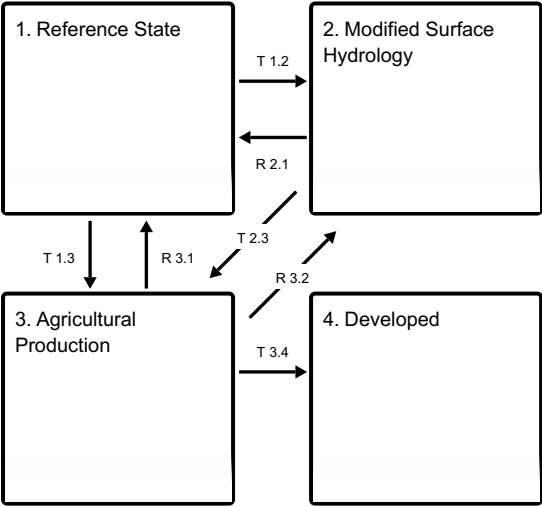 1. Reference State
2. Modified Surface
Hydrology
T 1.2
R 2.1
T 1.3
R 3.1
T 2.3
R 3.2
3. Agricultural
Production
4. Developed
T 3.4